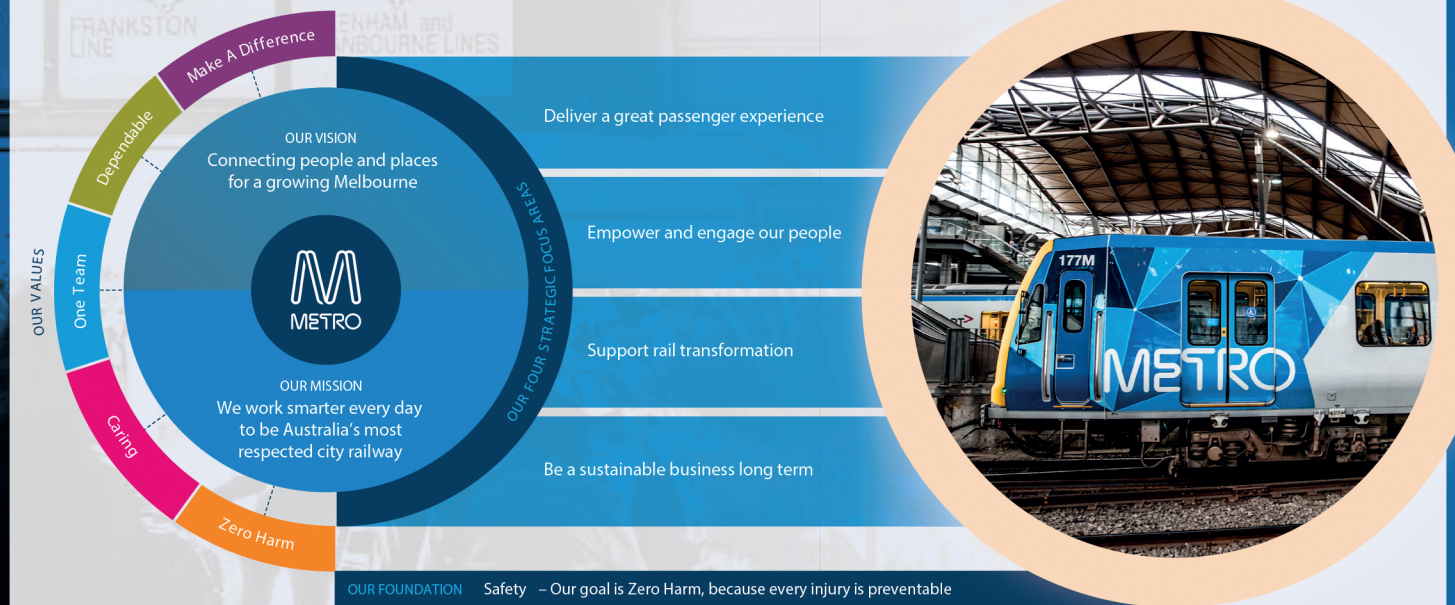 FRANKSTON
LINE
ENHAM and
NBOURNE LINES
OUR VALUES
Make A Difference
Dependable
One Team
Caring
Zero Harm
OUR VISION
Connecting people and places
for a growing Melbourne
METRO
OUR MISSION
We work smarter every day
to be Australia's most
respected city railway
OUR FOUR STRATEGIC FOCUS AREAS
Deliver a great passenger experience
Empower and engage our people
Support rail transformation
Be a sustainable business long term
177M
METRO
OUR FOUNDATION Safety – Our goal is Zero Harm, because every injury is preventable